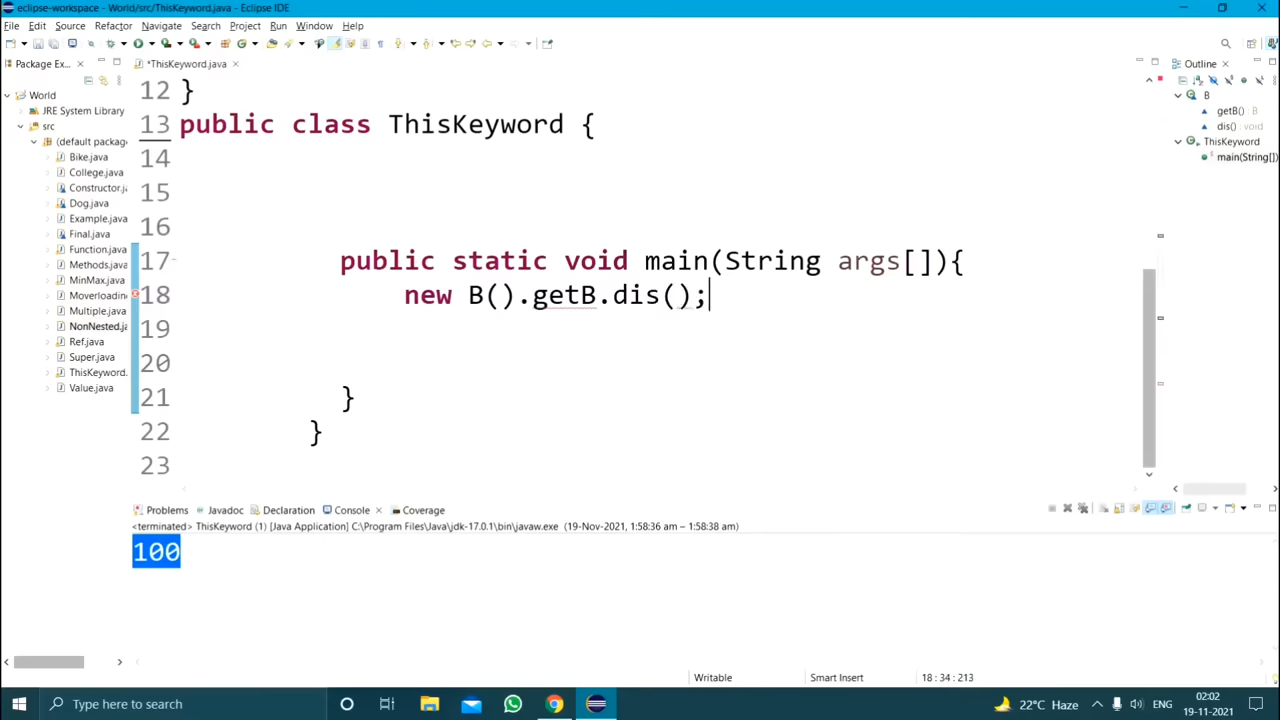 eclipse-workspace - World/src/ThisKeyword.java - Eclipse IDE
File Edit Source Refactor Navigate Search Project Run Window Help
Package Ex...
*ThisKeyword.java
Outline
World
JRE System Library
src
(default package
Bike.java
College.java
Constructor.ja
Dog.java
Example.java
Final.java
Function.java
Methods.java
MinMax.java
Moverloading
Multiple.java
NonNested.ja
Ref.java
Super.java
ThisKeyword.
Value.java
12 }
13 public class ThisKeyword {
14
15
16
17 public static void main(String args[]){
18 new B().getB.dis();
19
20
21 }
22 }
23
B
getB() : B
dis() : void
ThisKeyword
main(String[])
Problems Javadoc Declaration Console Coverage
<terminated> ThisKeyword (1) [Java Application] C:\Program Files\Java\jdk-17.0.1\bin\javaw.exe (19-Nov-2021, 1:58:36 am – 1:58:38 am)
100
Writable Smart Insert 18 : 34 : 213
Type here to search
22°C Haze ENG 02:02
19-11-2021